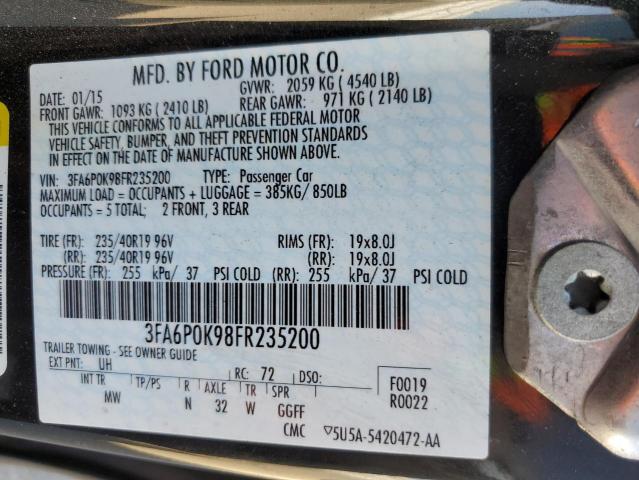 MFD. BY FORD MOTOR CO.
DATE: 01/15 GVWR: 2059 KG ( 4540 LB)
FRONT GAWR: 1093 KG ( 2410 LB) REAR GAWR: 971 KG ( 2140 LB)
THIS VEHICLE CONFORMS TO ALL APPLICABLE FEDERAL MOTOR
VEHICLE SAFETY, BUMPER, AND THEFT PREVENTION STANDARDS
IN EFFECT ON THE DATE OF MANUFACTURE SHOWN ABOVE.
VIN: 3FA6P0K98FR235200 TYPE: Passenger Car
MAXIMUM LOAD = OCCUPANTS + LUGGAGE = 385KG/ 850LB
OCCUPANTS = 5 TOTAL; 2 FRONT, 3 REAR
TIRE (FR): 235/40R19 96V RIMS (FR): 19x8.0J
(RR): 235/40R19 96V (RR): 19x8.0J
PRESSURE (FR): 255 kPa/ 37 PSI COLD (RR): 255 kPa/ 37 PSI COLD
3FA6P0K98FR235200
TRAILER TOWING - SEE OWNER GUIDE
EXT PNT: UH RC: 72 DSO: F0019
INT TR TP/PS R AXLE TR SPR R0022
MW N 32 W GGFF
CMC ▽5U5A-5420472-AA